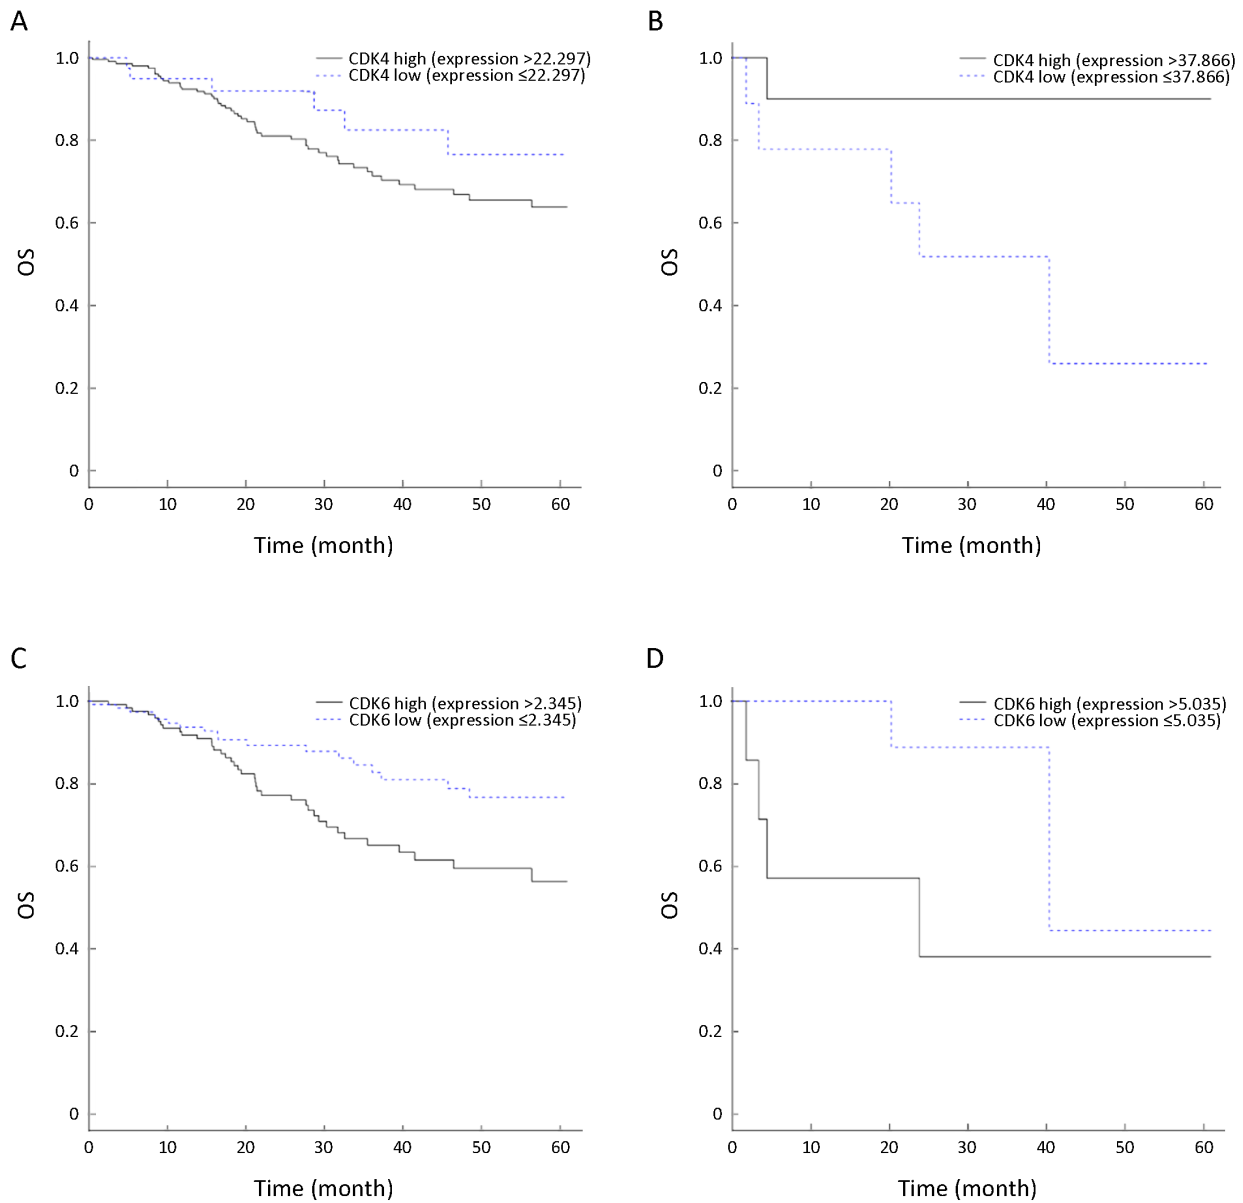 A
CDK4 high (expression >22.297)
CDK4 low (expression ≤22.297)
1.0
0.8
0.6
0.4
0.2
0
OS
0 10 20 30 40 50 60
Time (month)
B
CDK4 high (expression >37.866)
CDK4 low (expression ≤37.866)
1.0
0.8
0.6
0.4
0.2
0
OS
0 10 20 30 40 50 60
Time (month)
C
CDK6 high (expression >2.345)
CDK6 low (expression ≤2.345)
1.0
0.8
0.6
0.4
0.2
0
OS
0 10 20 30 40 50 60
Time (month)
D
CDK6 high (expression >5.035)
CDK6 low (expression ≤5.035)
1.0
0.8
0.6
0.4
0.2
0
OS
0 10 20 30 40 50 60
Time (month)